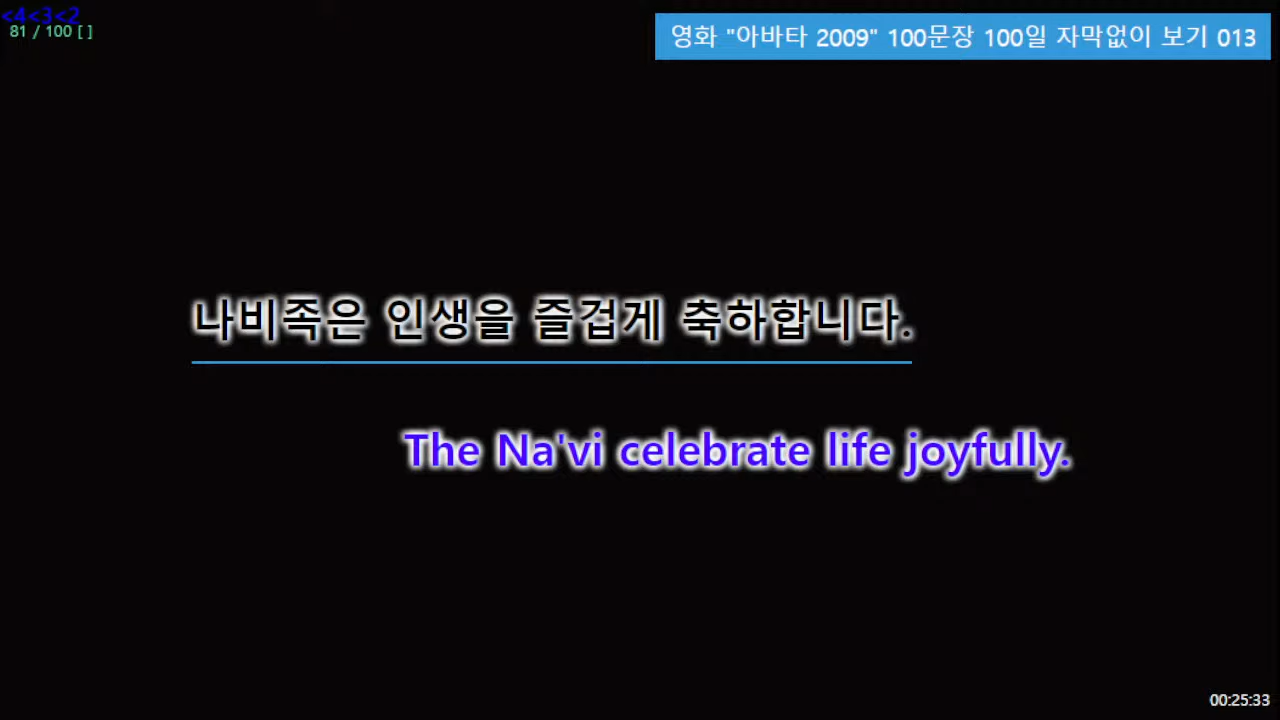 <4<3<2
81 / 100 [ ]
영화 "아바타 2009" 100문장 100일 자막없이 보기 013
나비족은 인생을 즐겁게 축하합니다.
The Na'vi celebrate life joyfully.
00:25:33